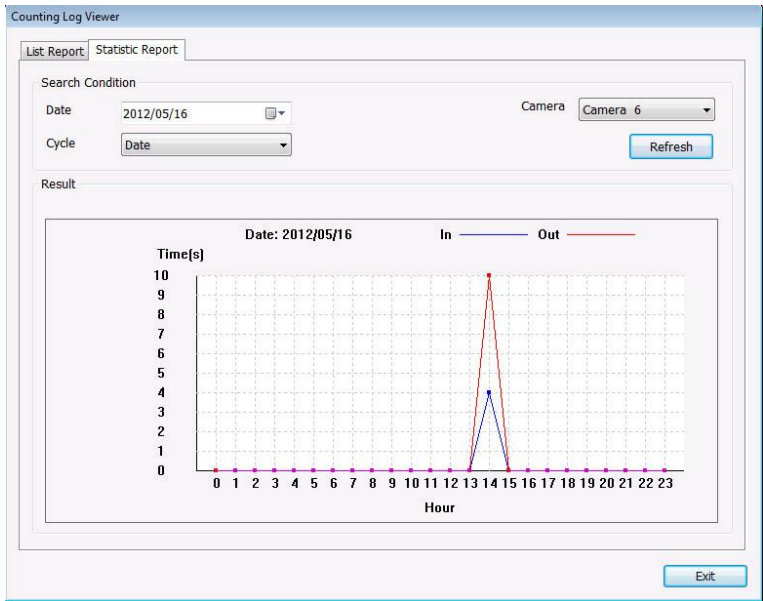 Counting Log Viewer
List Report Statistic Report
Search Condition
Date 2012/05/16 Camera Camera 6
Cycle Date Refresh
Result
Date: 2012/05/16 In Out
Time(s)
10
9
8
7
6
5
4
3
2
1
0
0 1 2 3 4 5 6 7 8 9 10 11 12 13 14 15 16 17 18 19 20 21 22 23
Hour
Exit